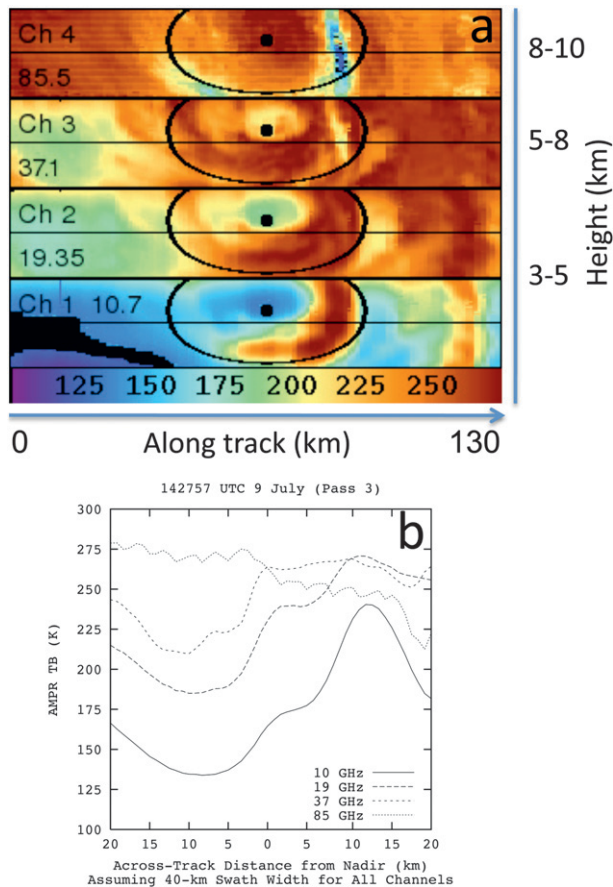 a
Ch 4
85.5
Ch 3
37.1
Ch 2
19.35
Ch 1 10.7
125 150 175 200 225 250
8-10
5-8
3-5
Height (km)
0 Along track (km) 130
142757 UTC 9 July (Pass 3)
b
300
275
250
225
200
175
150
125
100
AMPR TB (K)
10 GHz
19 GHz
37 GHz
85 GHz
20 15 10 5 0 5 10 15 20
Across-Track Distance from Nadir (km)
Assuming 40-km Swath Width for All Channels